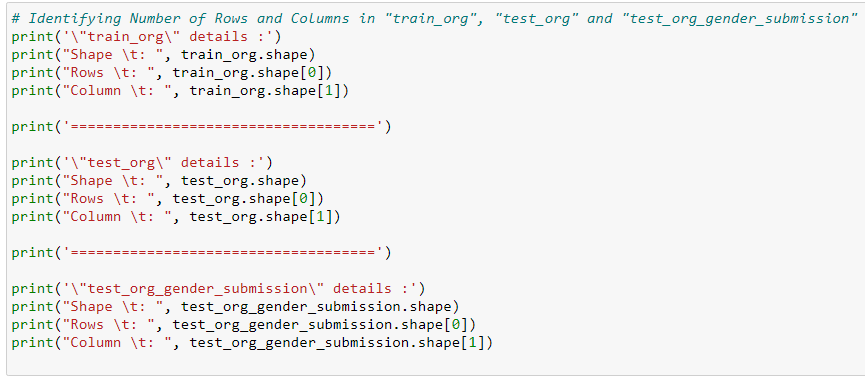 # Identifying Number of Rows and Columns in "train_org", "test_org" and "test_org_gender_submission"
print('\"train_org\" details :')
print("Shape \t: ", train_org.shape)
print("Rows \t: ", train_org.shape[0])
print("Column \t: ", train_org.shape[1])
print('====================================')
print('\"test_org\" details :')
print("Shape \t: ", test_org.shape)
print("Rows \t: ", test_org.shape[0])
print("Column \t: ", test_org.shape[1])
print('====================================')
print('\"test_org_gender_submission\" details :')
print("Shape \t: ", test_org_gender_submission.shape)
print("Rows \t: ", test_org_gender_submission.shape[0])
print("Column \t: ", test_org_gender_submission.shape[1])